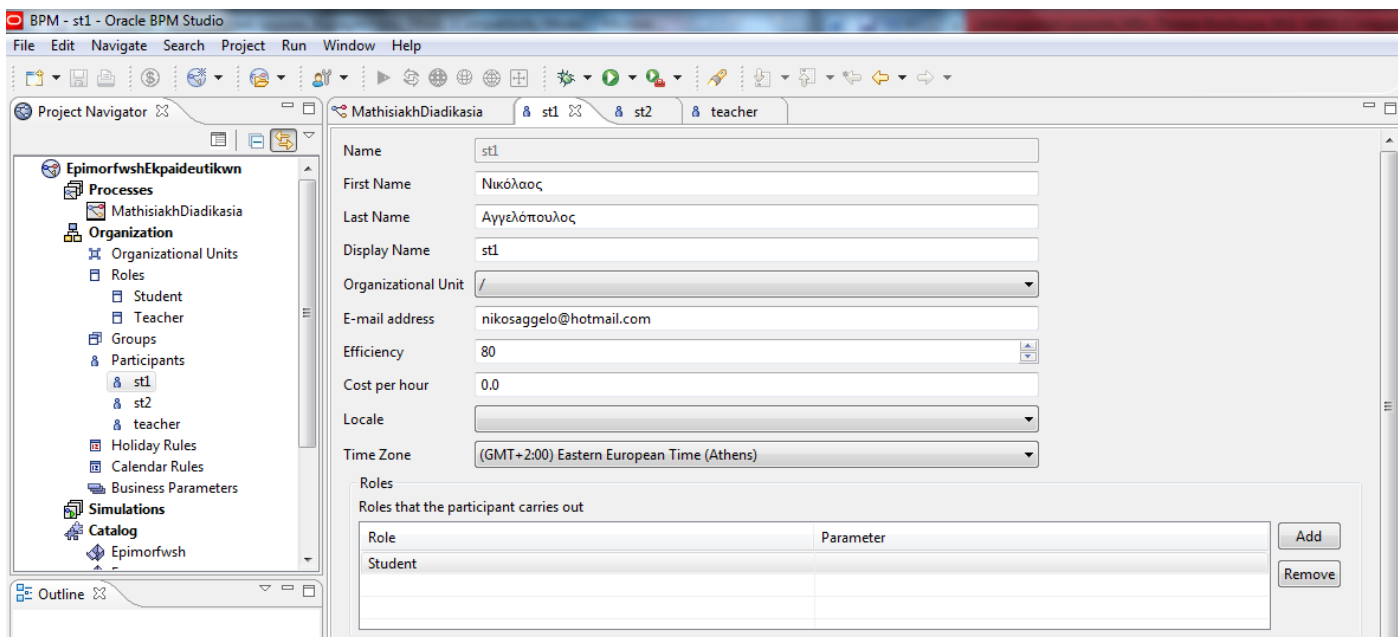 BPM - st1 - Oracle BPM Studio
File Edit Navigate Search Project Run Window Help
Project Navigator
EpimorfwshEkpaideutikwn
Processes
MathisiakhDiadikasia
Organization
Organizational Units
Roles
Student
Teacher
Groups
Participants
st1
st2
teacher
Holiday Rules
Calendar Rules
Business Parameters
Simulations
Catalog
Epimorfwsh
Outline
MathisiakhDiadikasia st1 st2 teacher
Name st1
First Name Νικόλαος
Last Name Αγγελόπουλος
Display Name st1
Organizational Unit /
E-mail address nikosaggelo@hotmail.com
Efficiency 80
Cost per hour 0.0
Locale
Time Zone (GMT+2:00) Eastern European Time (Athens)
Roles
Roles that the participant carries out
Role Parameter Add
Student
Remove